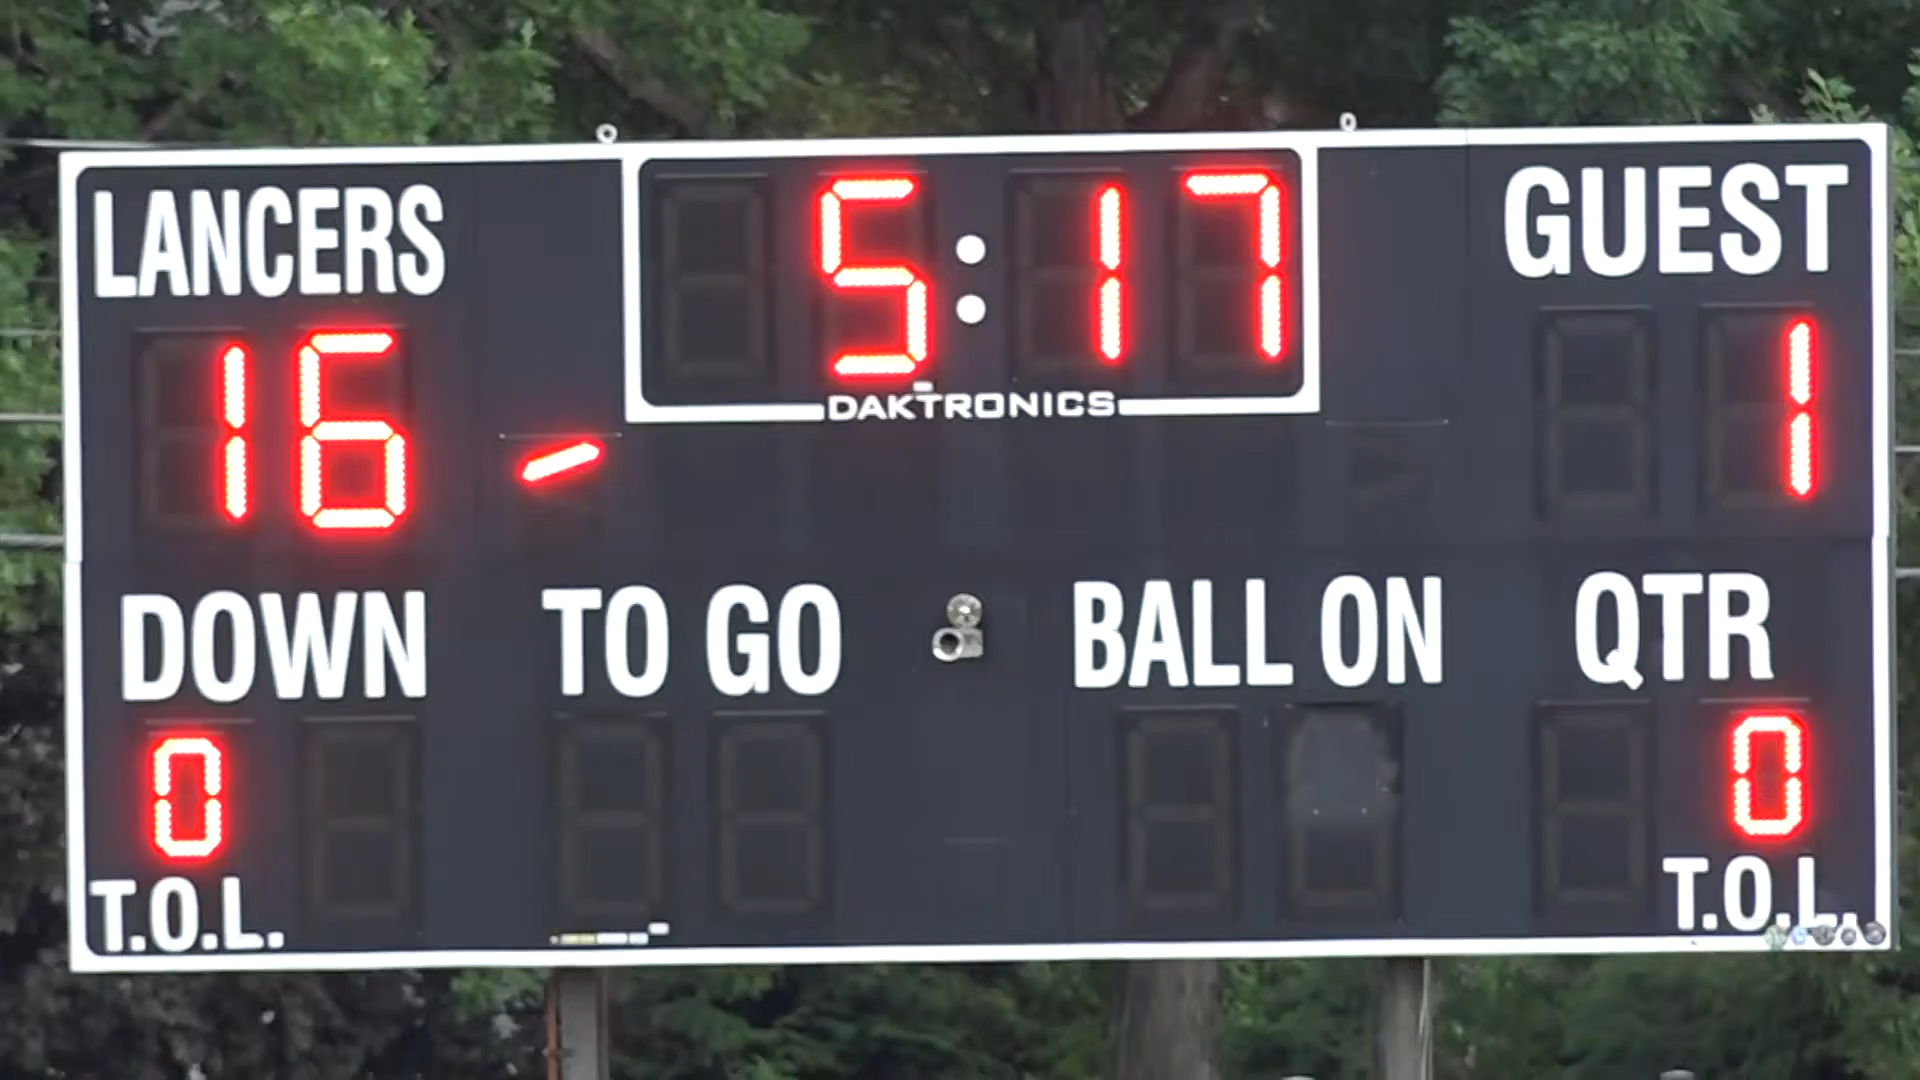 LANCERS 5:17 GUEST
16 1
DAKTRONICS
DOWN TO GO BALL ON QTR
0 0
T.O.L. T.O.L.